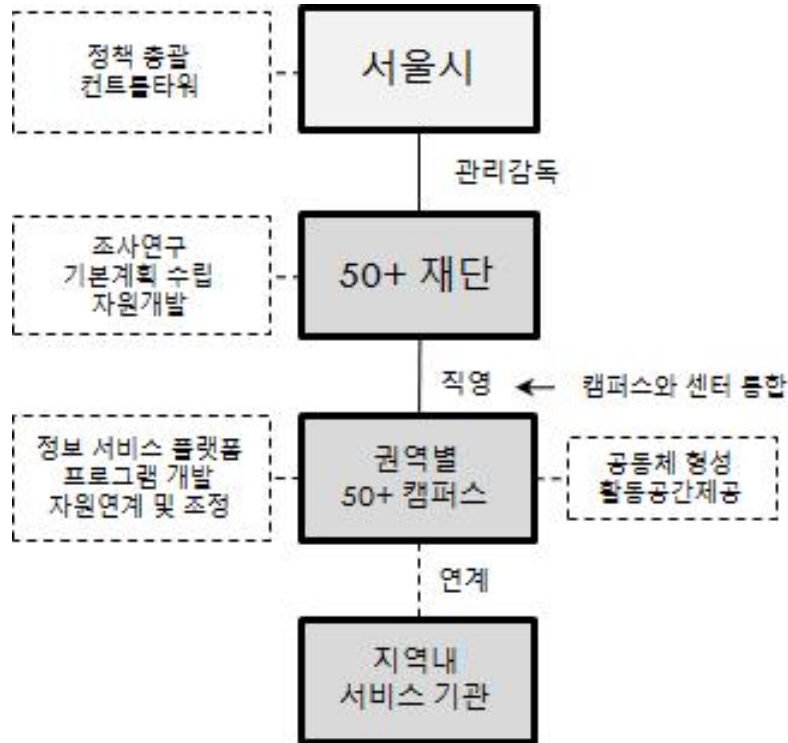 정책 총괄
컨트롤타워
서울시
관리감독
조사연구
기본계획 수립
자원개발
50+ 재단
직영
캠퍼스와 센터 통합
정보 서비스 플랫폼
프로그램 개발
자원연계 및 조정
권역별
50+ 캠퍼스
공동체 형성
활동공간제공
연계
지역내
서비스 기관